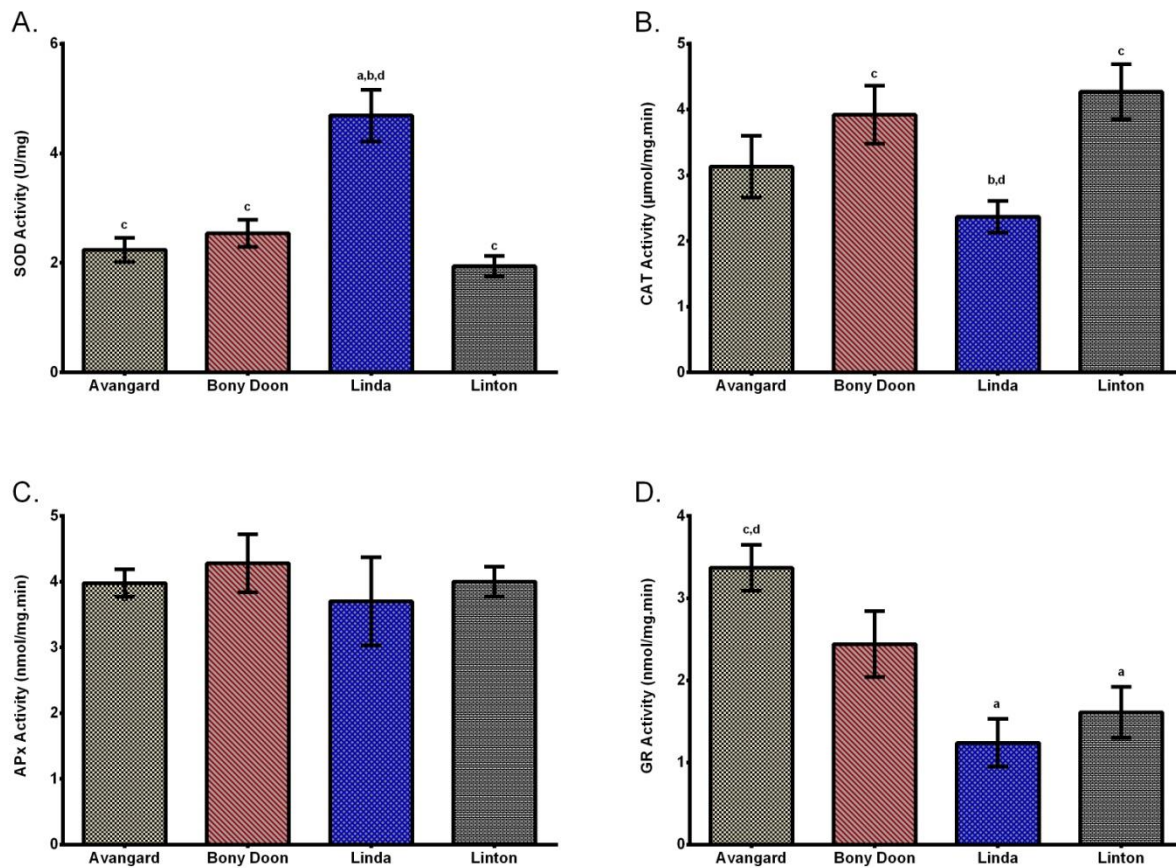 A.
SOD Activity (U/mg)
6
4
2
0
c
c
a,b,d
c
Avangard Bony Doon Linda Linton
B.
CAT Activity (µmol/mg.min)
5
4
3
2
1
0
c
b,d
c
Avangard Bony Doon Linda Linton
C.
APx Activity (nmol/mg.min)
5
4
3
2
1
0
Avangard Bony Doon Linda Linton
D.
GR Activity (nmol/mg.min)
4
3
2
1
0
c,d
a
a
Avangard Bony Doon Linda Linton